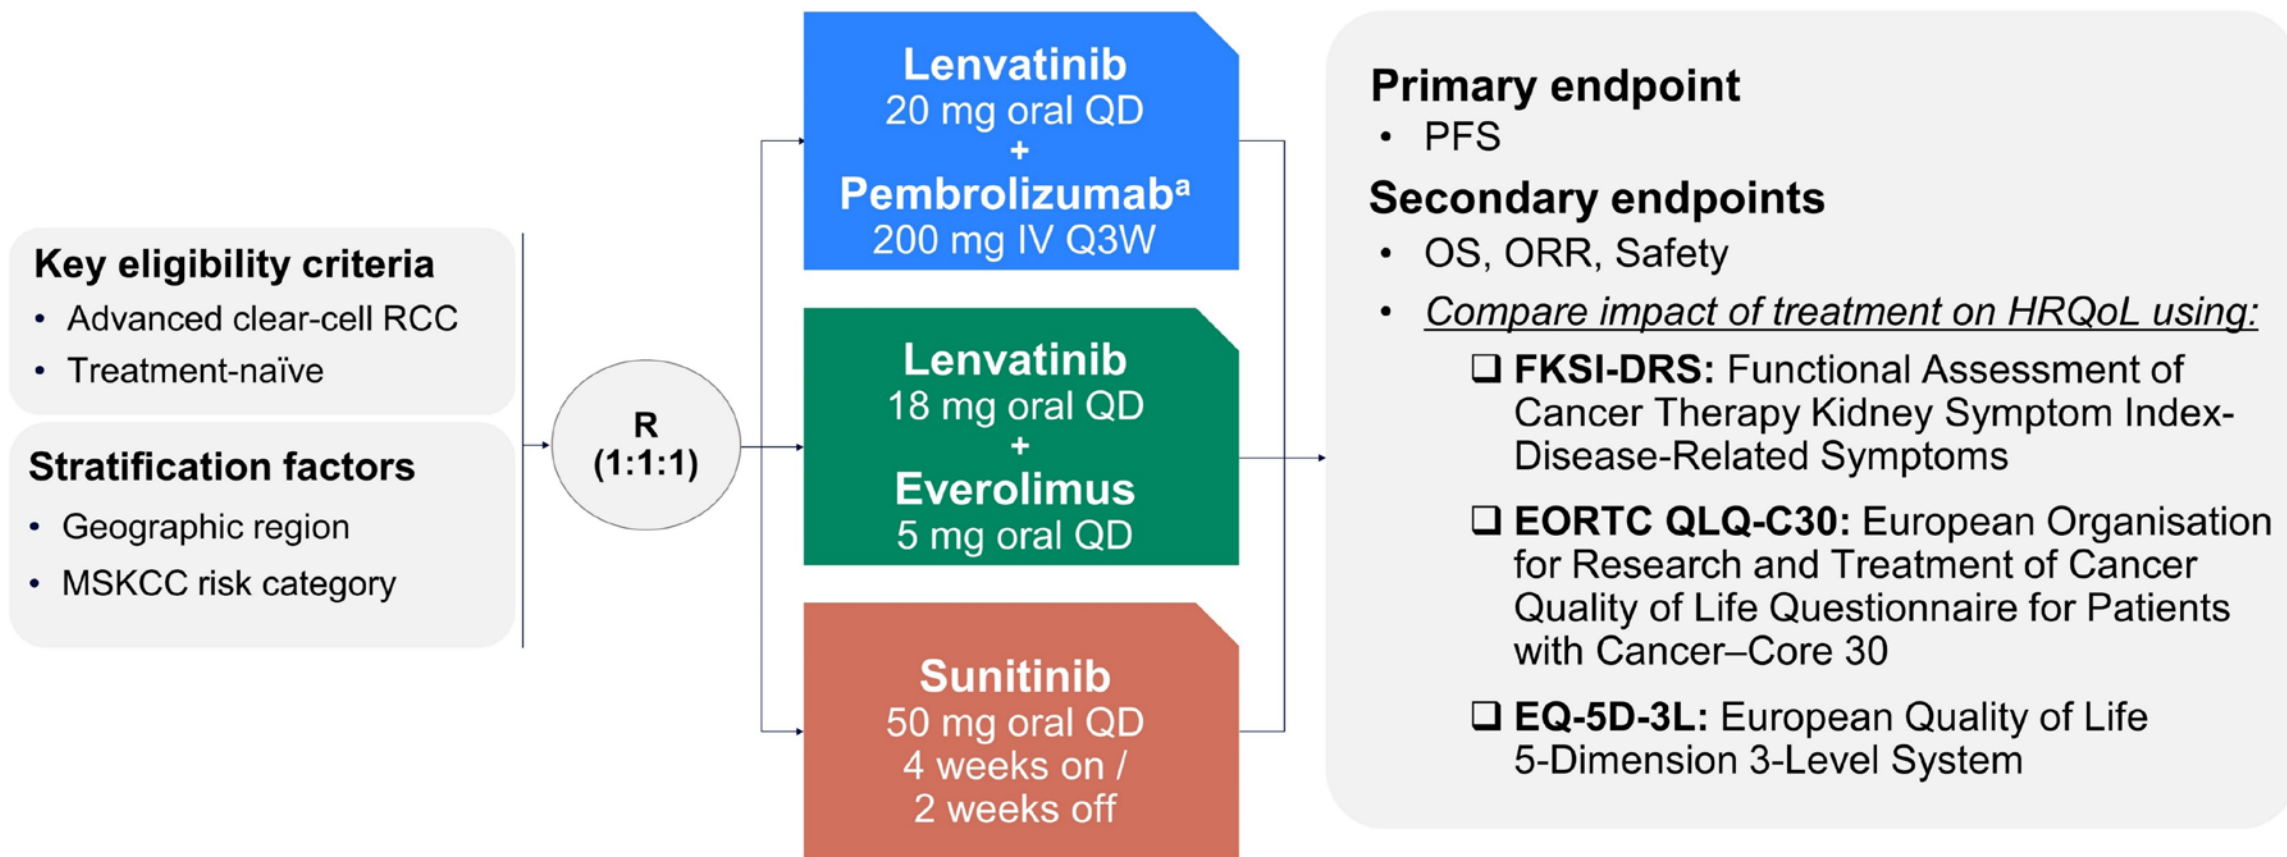 Key eligibility criteria
• Advanced clear-cell RCC
• Treatment-naïve
Stratification factors
• Geographic region
• MSKCC risk category
R
(1:1:1)
Lenvatinib
20 mg oral QD
+
Pembrolizumabᵃ
200 mg IV Q3W
Lenvatinib
18 mg oral QD
+
Everolimus
5 mg oral QD
Sunitinib
50 mg oral QD
4 weeks on /
2 weeks off
Primary endpoint
• PFS
Secondary endpoints
• OS, ORR, Safety
• Compare impact of treatment on HRQoL using:
❑ FKSI-DRS: Functional Assessment of
Cancer Therapy Kidney Symptom Index-
Disease-Related Symptoms
❑ EORTC QLQ-C30: European Organisation
for Research and Treatment of Cancer
Quality of Life Questionnaire for Patients
with Cancer–Core 30
❑ EQ-5D-3L: European Quality of Life
5-Dimension 3-Level System